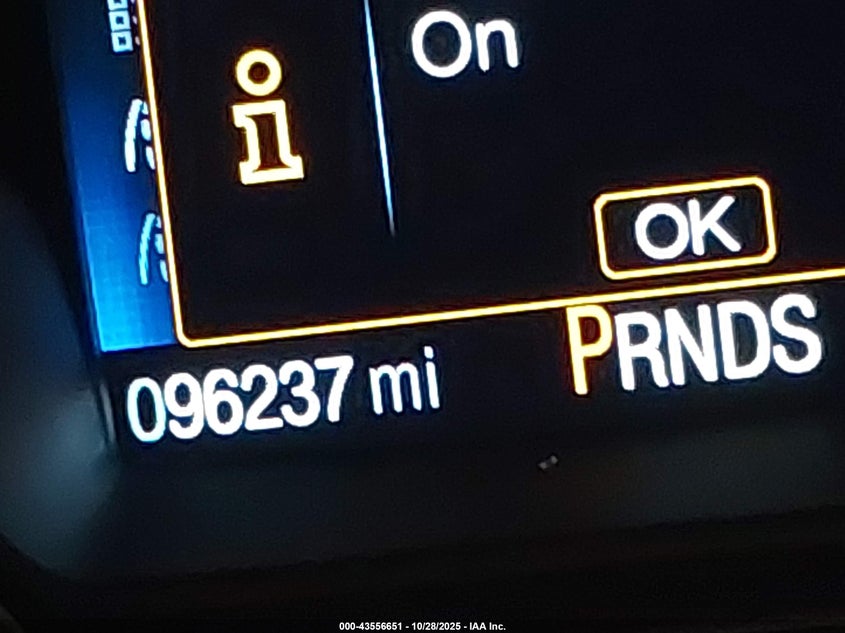 On
OK
PRNDS
096237 mi
000-43556651 - 10/28/2025 - IAA Inc.